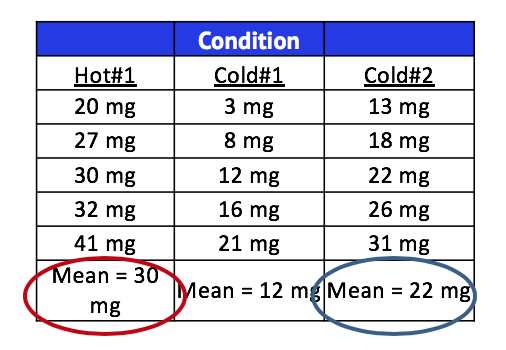 Condition
Hot#1 Cold#1 Cold#2
20 mg 3 mg 13 mg
27 mg 8 mg 18 mg
30 mg 12 mg 22 mg
32 mg 16 mg 26 mg
41 mg 21 mg 31 mg
Mean = 30 mg Mean = 12 mg Mean = 22 mg